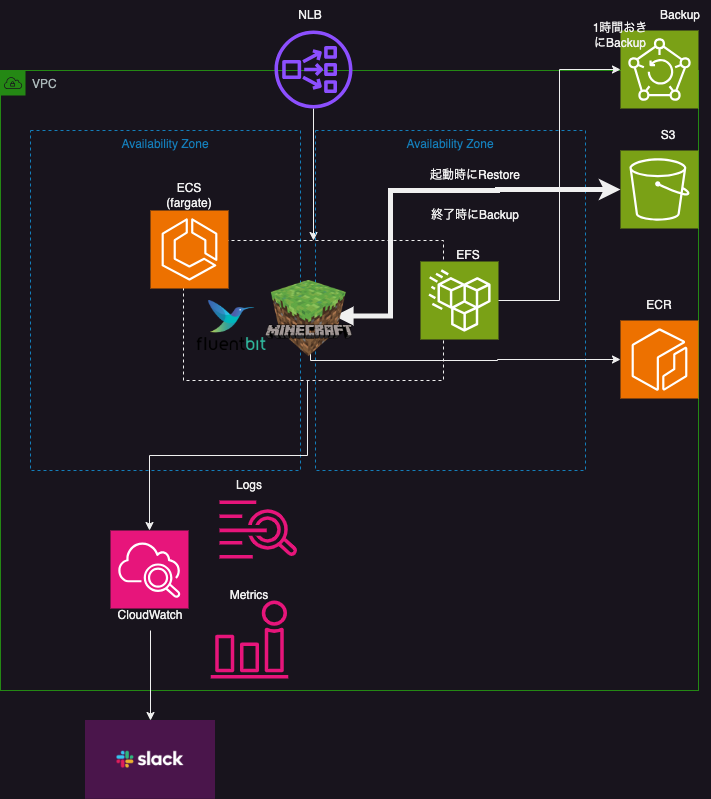 NLB
Backup
1時間おき
にBackup
VPC
S3
Availability Zone
Availability Zone
起動時にRestore
ECS
(fargate)
終了時にBackup
EFS
ECR
MINECRAFT
fluentbit
Logs
Metrics
CloudWatch
slack